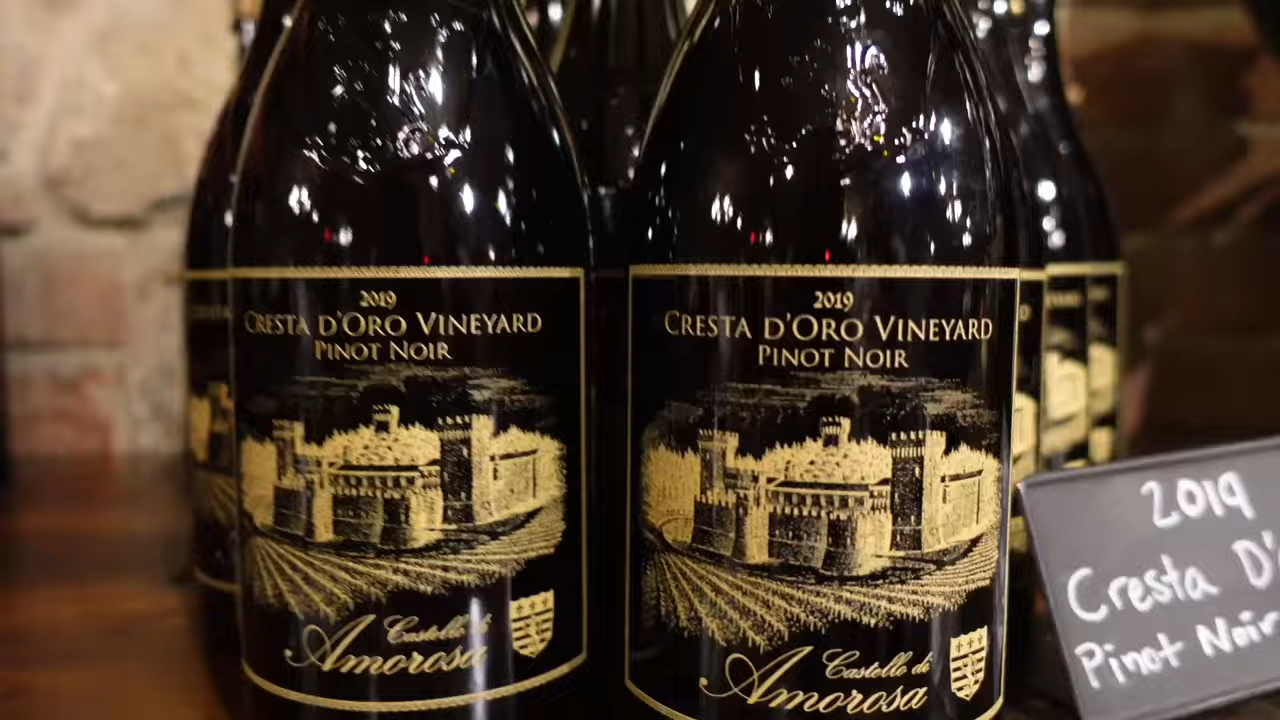 2019
CRESTA D'ORO VINEYARD
PINOT NOIR
Castello di
Amorosa
2019
CRESTA D'ORO VINEYARD
PINOT NOIR
Castello di
Amorosa
2019
Cresta D'
Pinot Noir